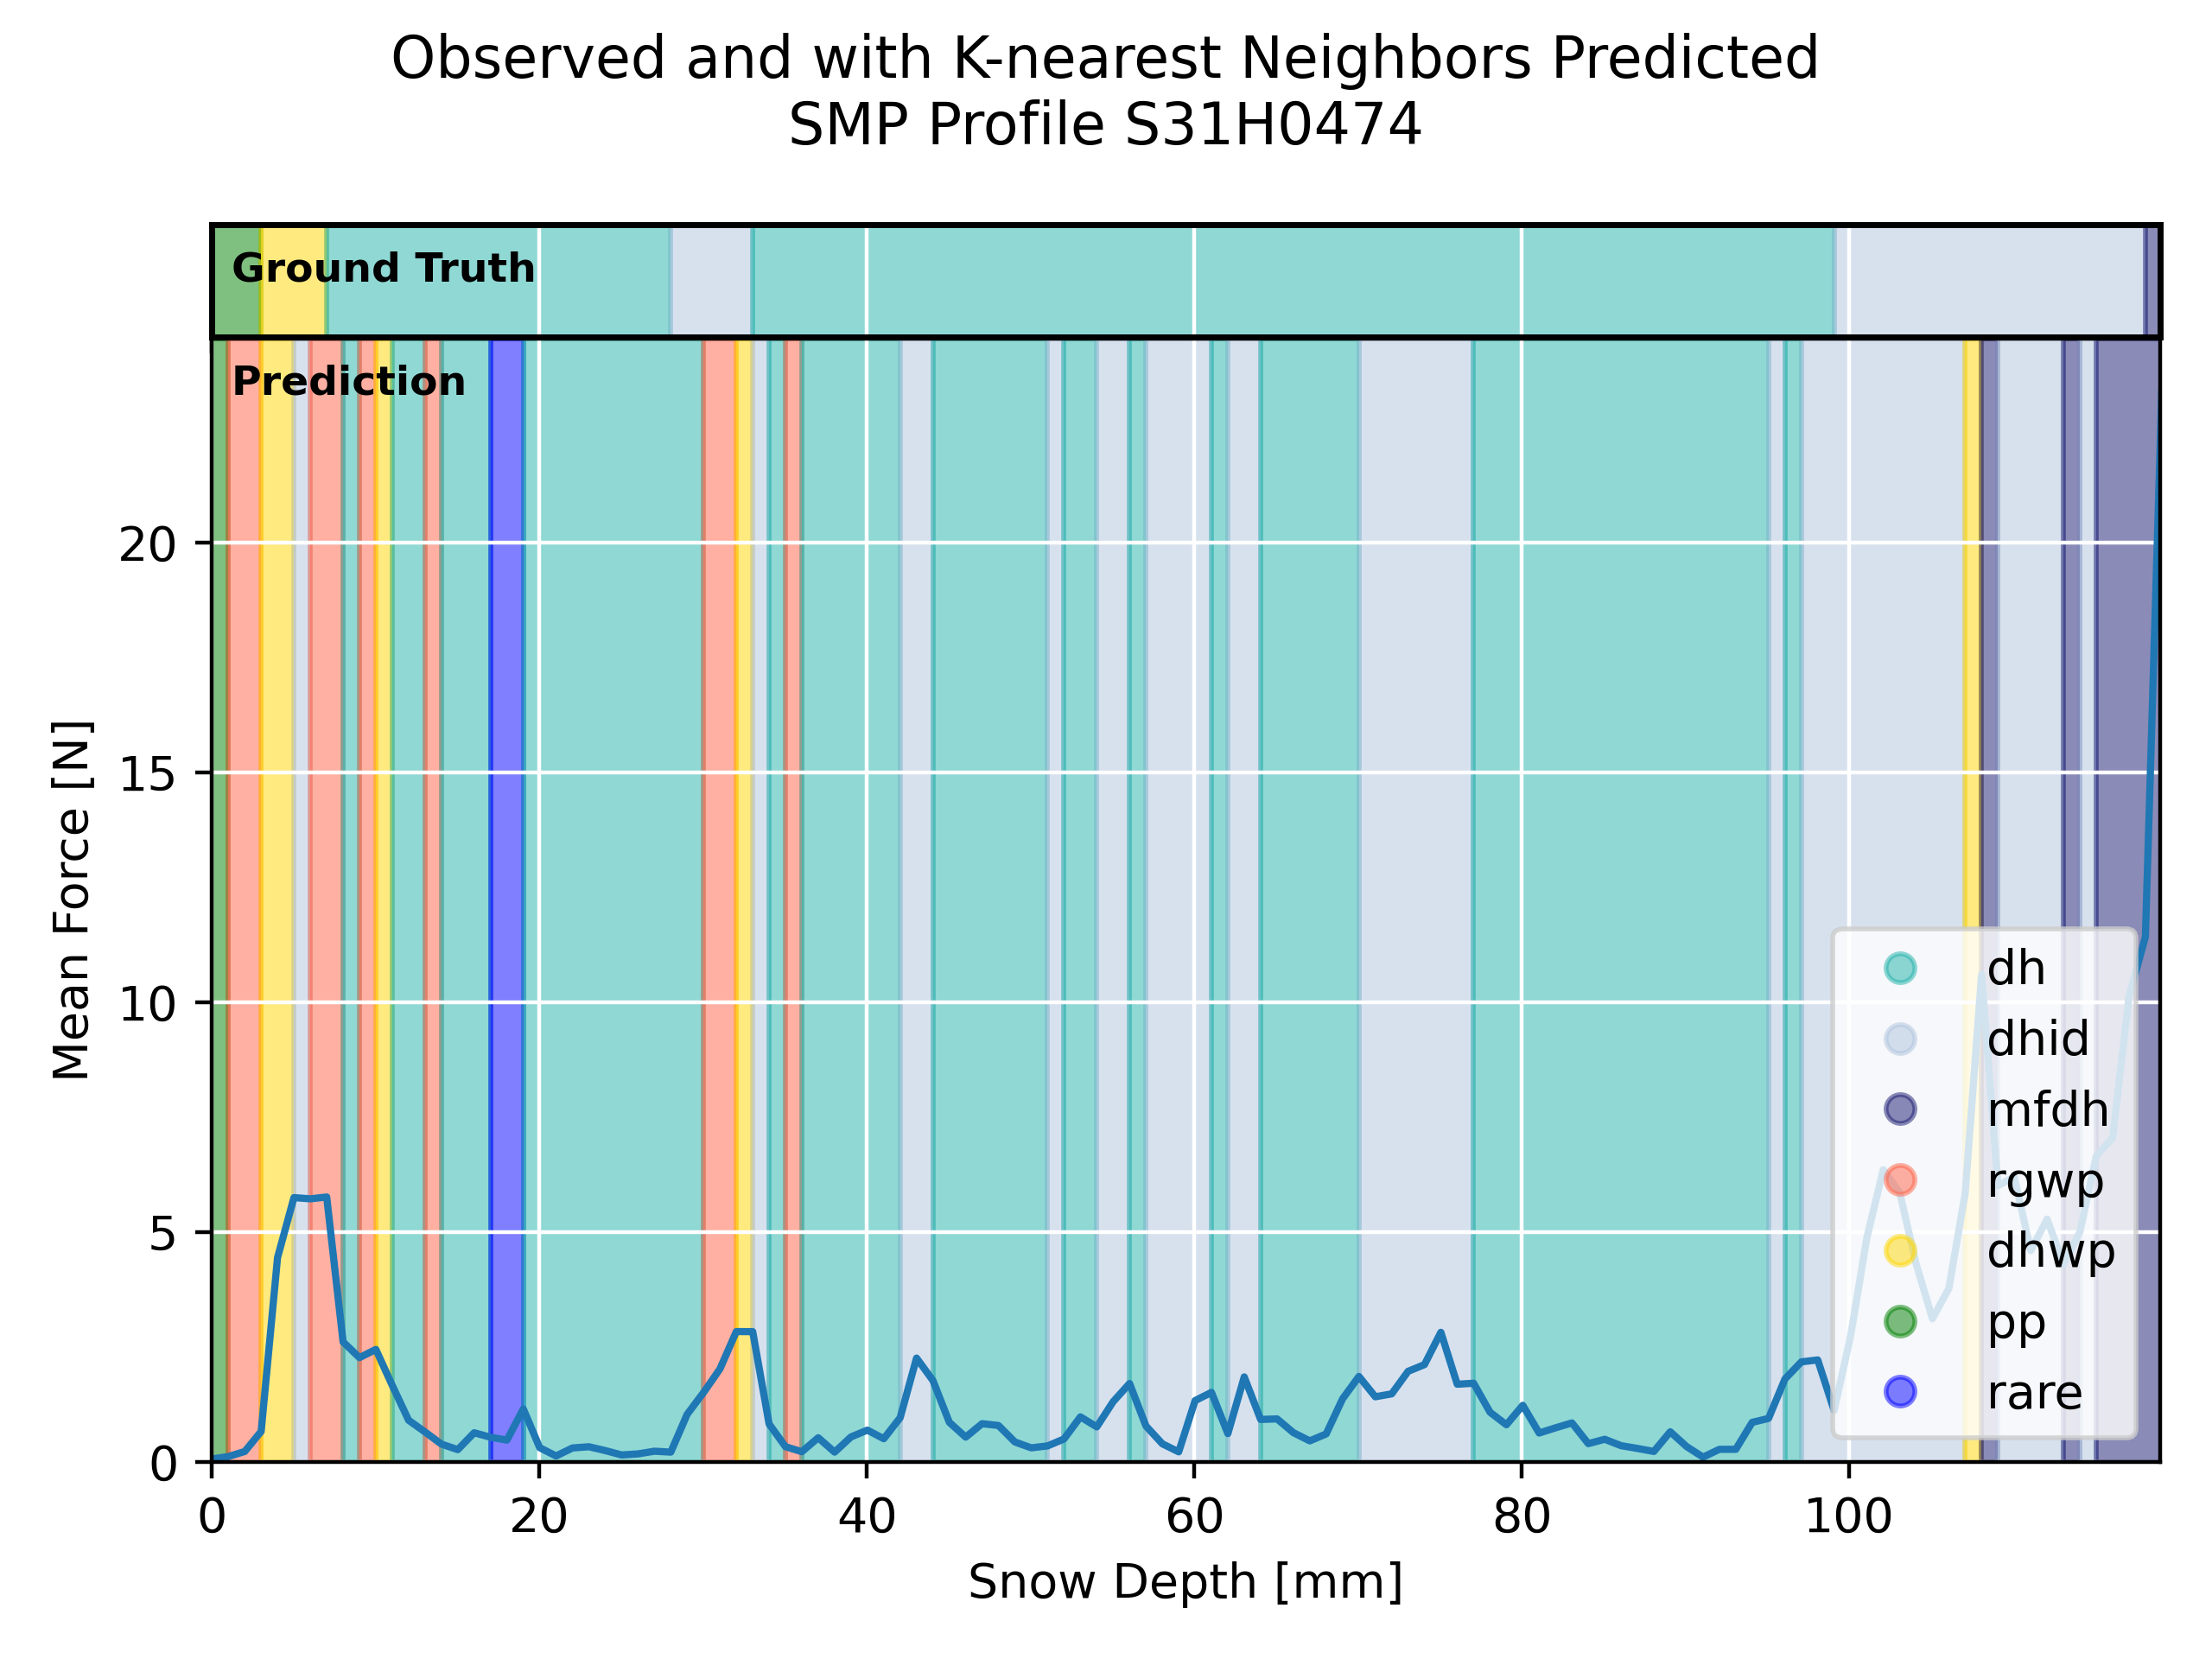 Observed and with K-nearest Neighbors Predicted
SMP Profile S31H0474
Ground Truth
Prediction
20
15
10
5
0
Mean Force [N]
dh
dhid
mfdh
rgwp
dhwp
pp
rare
0 20 40 60 80 100
Snow Depth [mm]